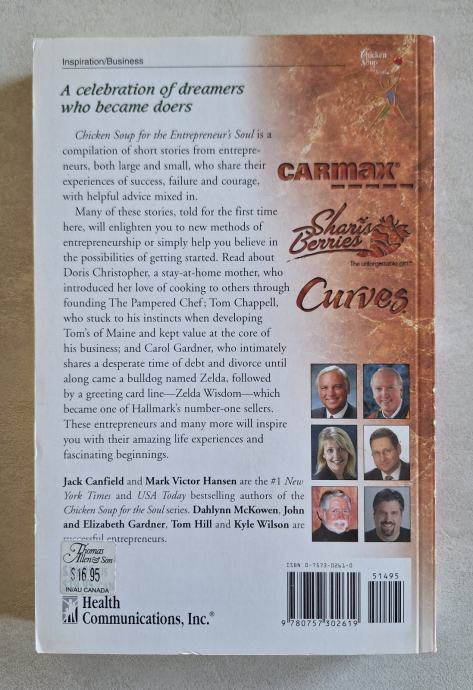 Inspiration/Business
Chicken
Soup
A celebration of dreamers
who became doers
Chicken Soup for the Entrepreneur's Soul is a
compilation of short stories from entrepre-
neurs, both large and small, who share their
experiences of success, failure and courage,
with helpful advice mixed in.
Many of these stories, told for the first time
here, will enlighten you to new methods of
entrepreneurship or simply help you believe in
the possibilities of getting started. Read about
Doris Christopher, a stay-at-home mother, who
introduced her love of cooking to others through
founding The Pampered Chef; Tom Chappell,
who stuck to his instincts when developing
Tom's of Maine and kept value at the core of
his business; and Carol Gardner, who intimately
shares a desperate time of debt and divorce until
along came a bulldog named Zelda, followed
by a greeting card line—Zelda Wisdom—which
became one of Hallmark's number-one sellers.
These entrepreneurs and many more will inspire
you with their amazing life experiences and
fascinating beginnings.
CARMAX
Shari's
Berries
The unforgettable gift
Curves
Jack Canfield and Mark Victor Hansen are the #1 New
York Times and USA Today bestselling authors of the
Chicken Soup for the Soul series. Dahlynn McKowen, John
and Elizabeth Gardner, Tom Hill and Kyle Wilson are
successful entrepreneurs.
Thomas
Allen & Son
$16.95
IN/AU CANADA
Health
Communications, Inc.®
ISBN 0-7573-0261-0
51495
9 780757 302619